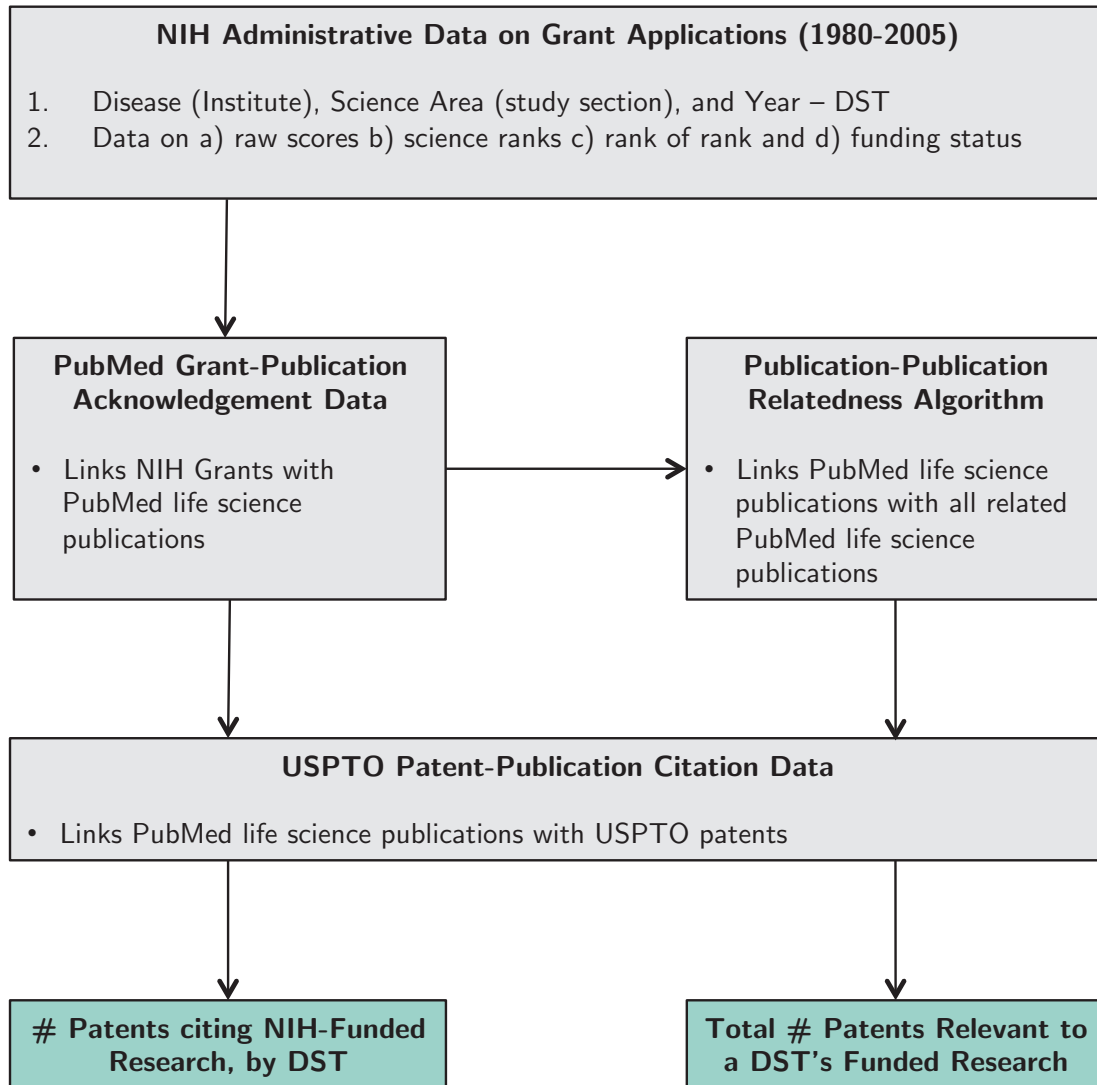 NIH Administrative Data on Grant Applications (1980-2005)
1. Disease (Institute), Science Area (study section), and Year – DST
2. Data on a) raw scores b) science ranks c) rank of rank and d) funding status
PubMed Grant-Publication
Acknowledgement Data
• Links NIH Grants with
PubMed life science
publications
Publication-Publication
Relatedness Algorithm
• Links PubMed life science
publications with all related
PubMed life science
publications
USPTO Patent-Publication Citation Data
• Links PubMed life science publications with USPTO patents
# Patents citing NIH-Funded
Research, by DST
Total # Patents Relevant to
a DST's Funded Research